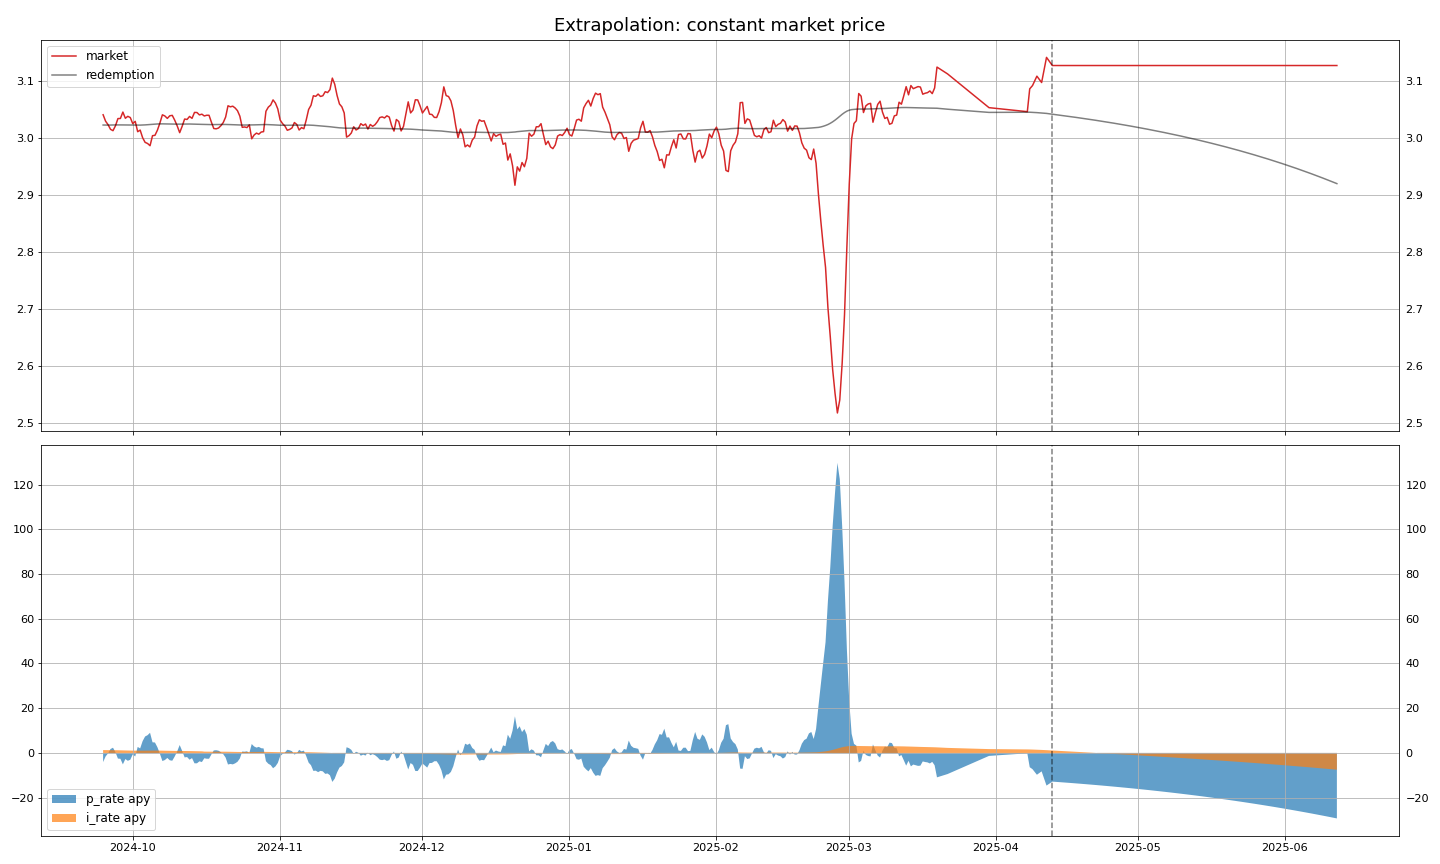 Extrapolation: constant market price
market
redemption
3.1 3.1
3.0 3.0
2.9 2.9
2.8 2.8
2.7 2.7
2.6 2.6
2.5 2.5
120 120
100 100
80 80
60 60
40 40
20 20
0 0
−20 −20
p_rate apy
i_rate apy
2024-10 2024-11 2024-12 2025-01 2025-02 2025-03 2025-04 2025-05 2025-06